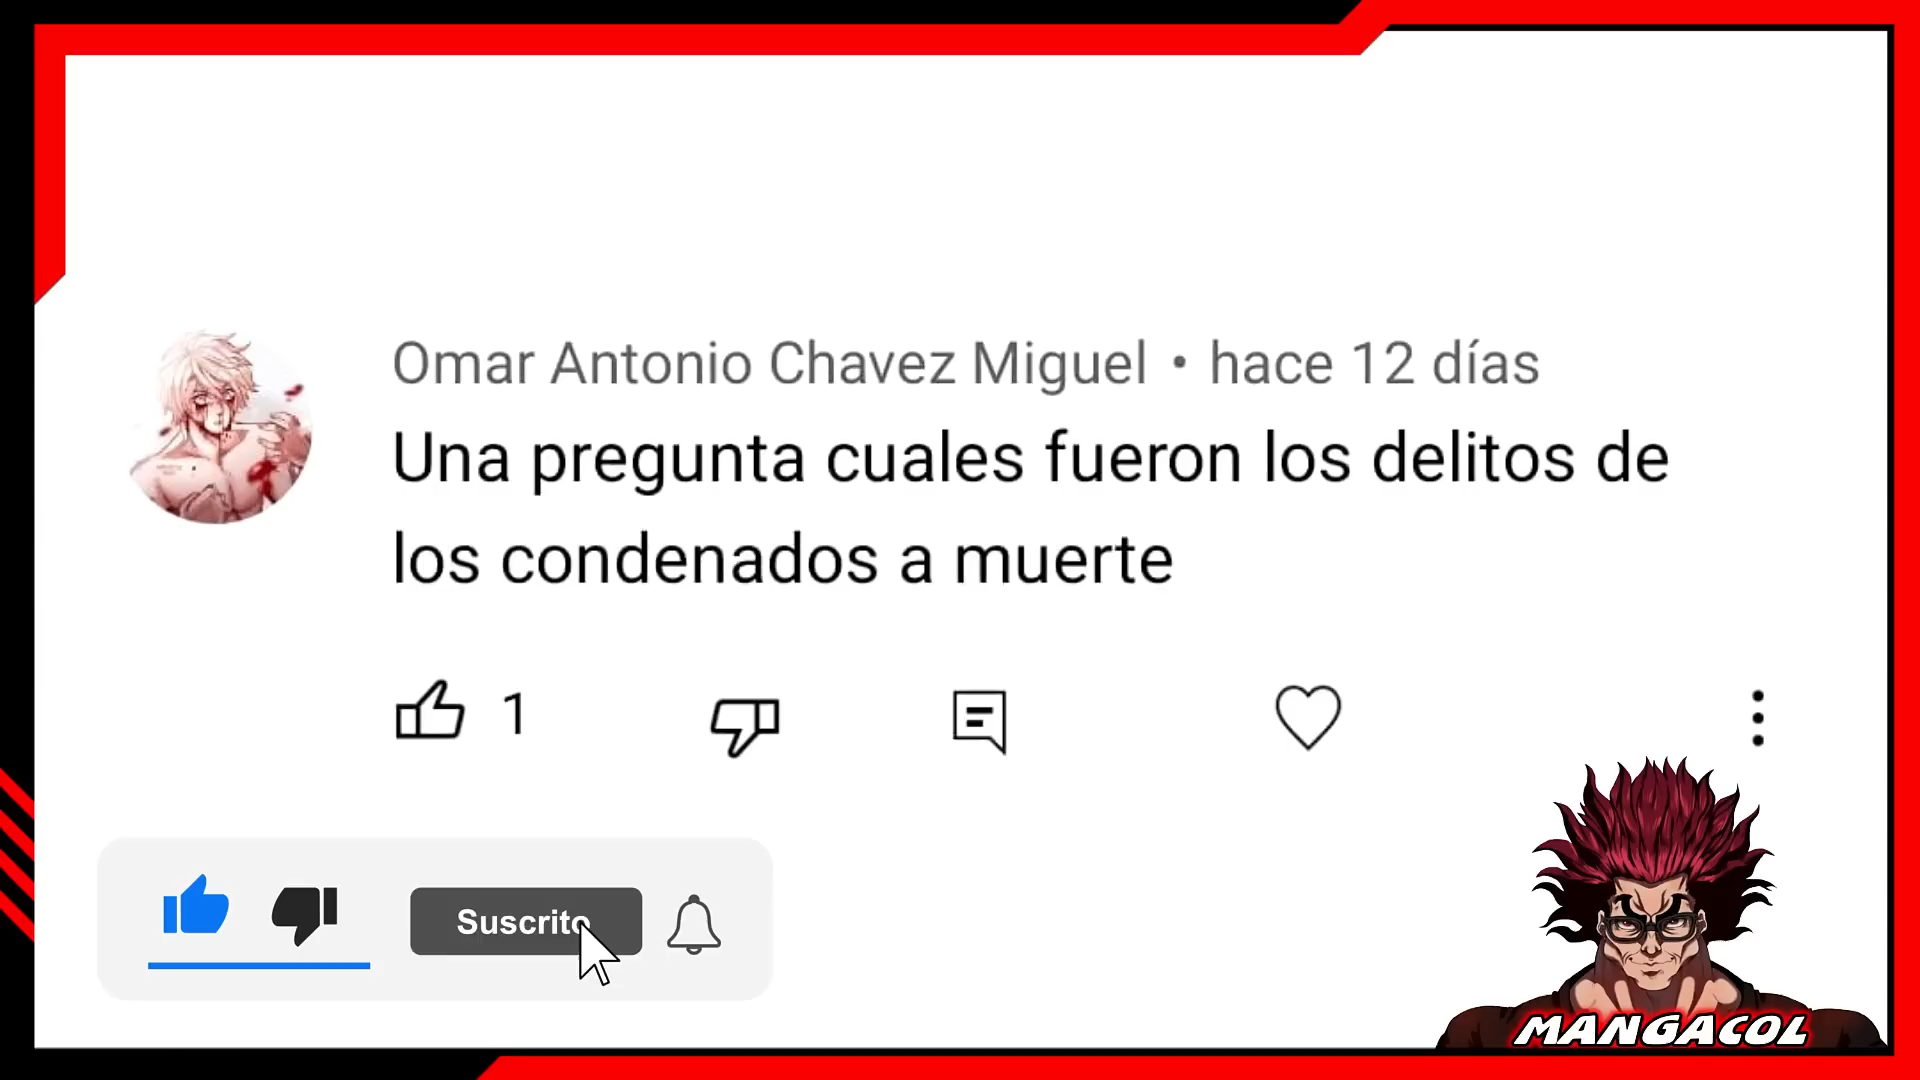 Omar Antonio Chavez Miguel • hace 12 días
Una pregunta cuales fueron los delitos de
los condenados a muerte
1
Suscrito
MANGACOL